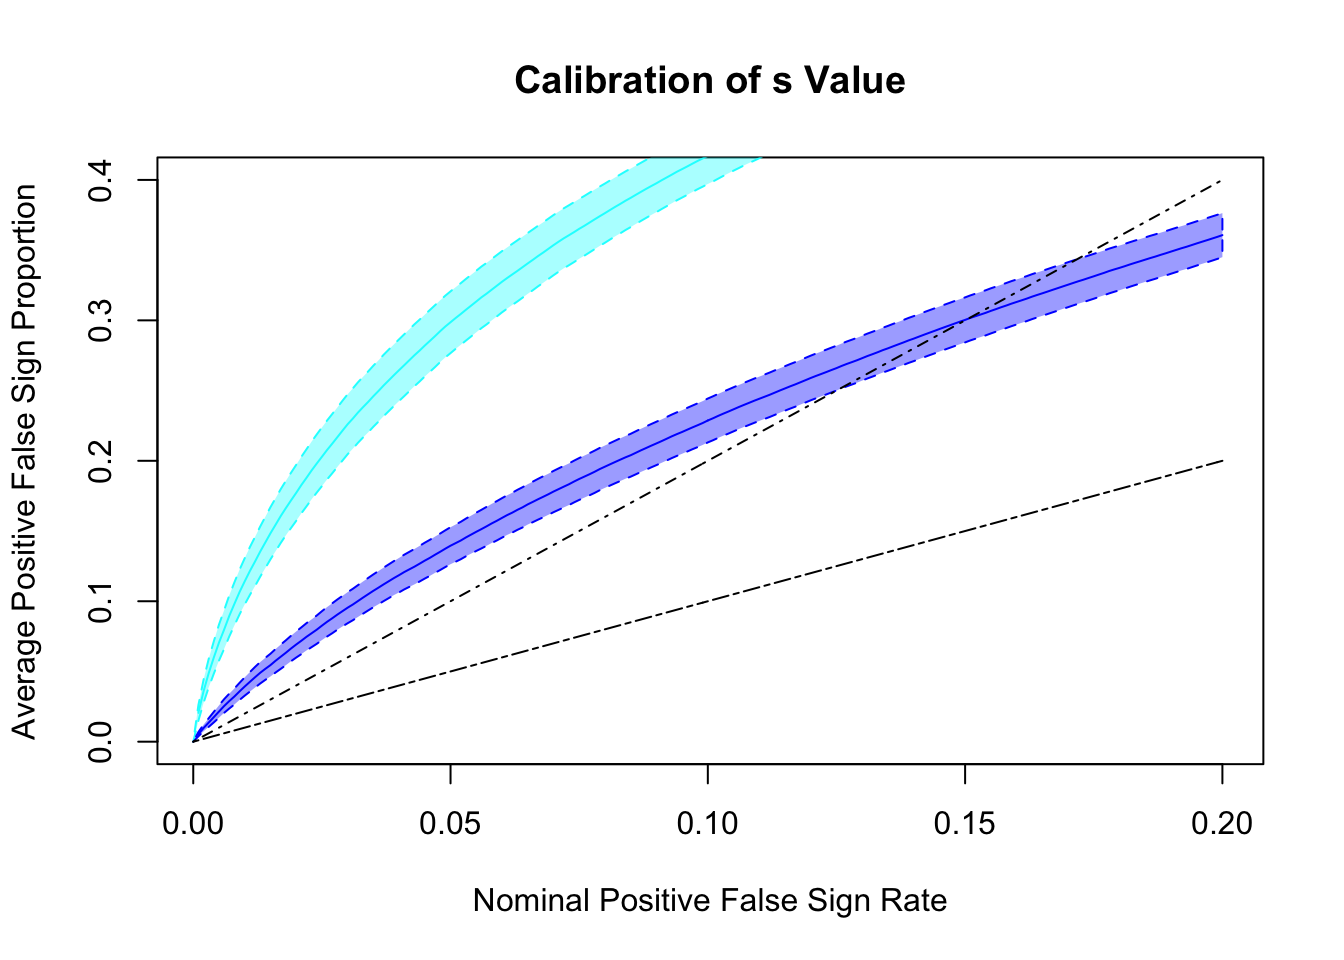 Calibration of s Value
Average Positive False Sign Proportion
0.4
0.3
0.2
0.1
0.0
0.00 0.05 0.10 0.15 0.20
Nominal Positive False Sign Rate